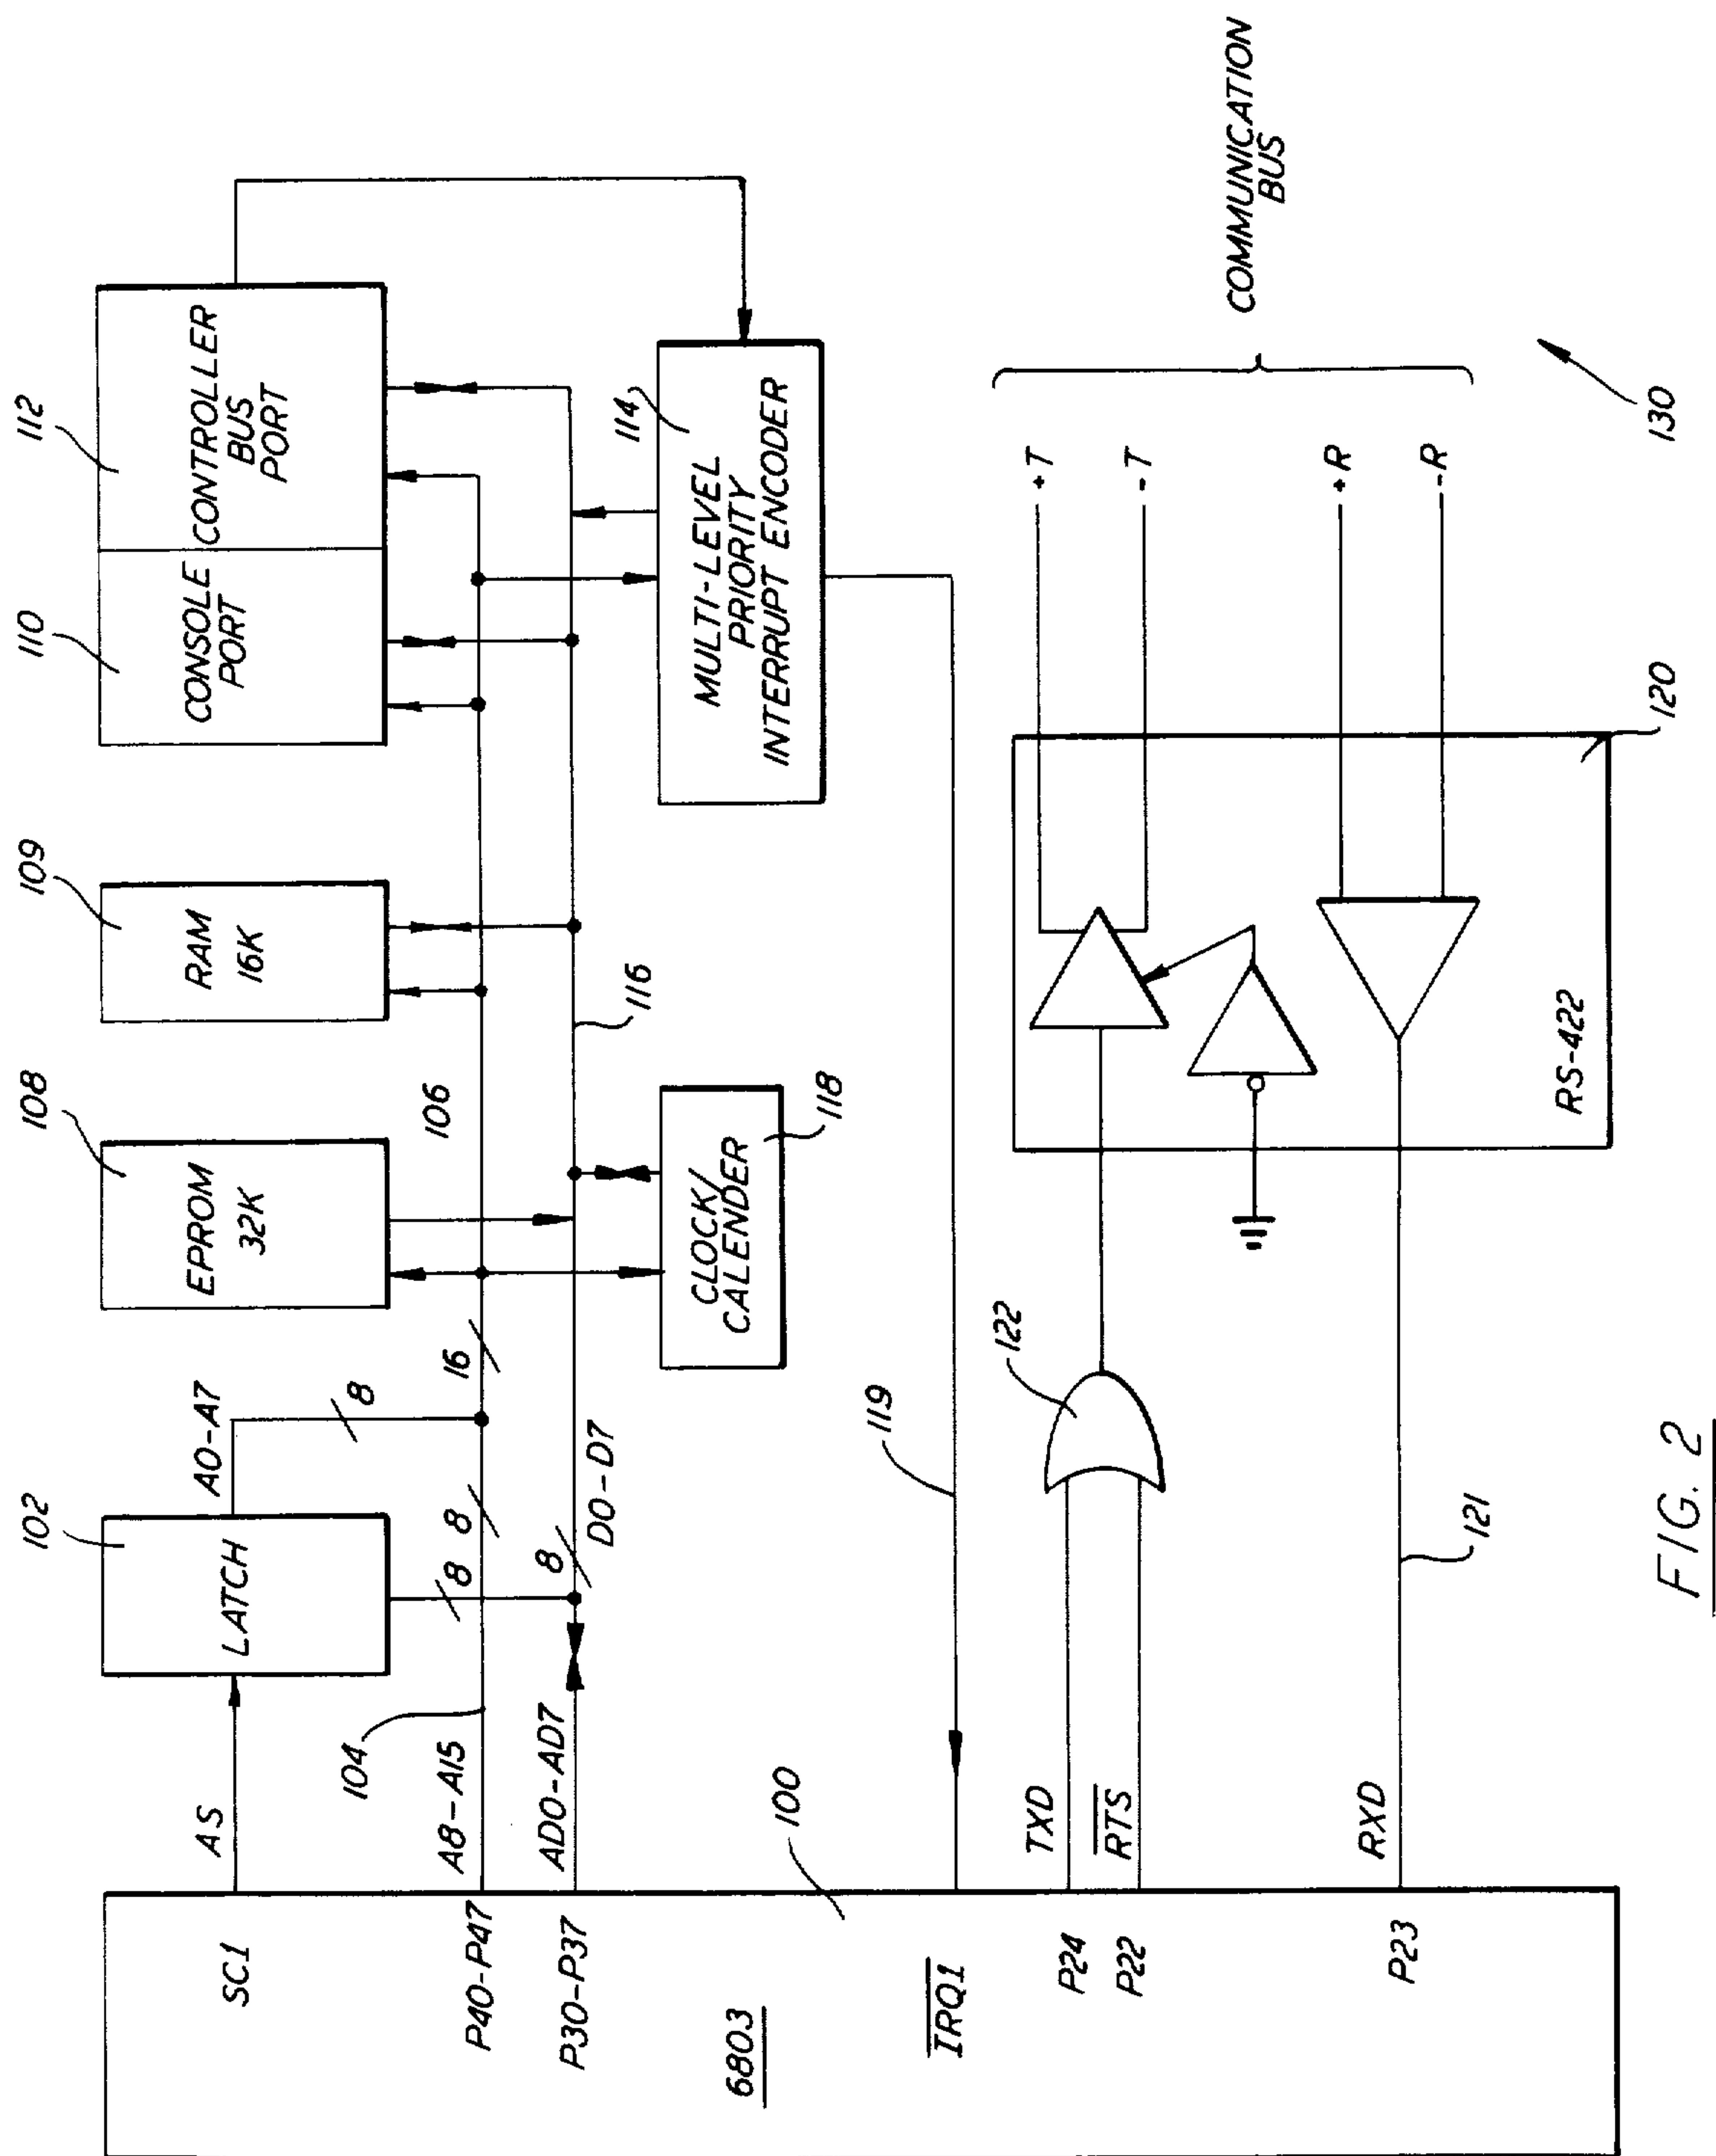 112
110
109
108
102
CONTROLLER
BUS
PORT
CONSOLE
PORT
RAM
16K
EPROM
32K
LATCH
A0-A7
8
AS
SC1
106
16
8
8
104
A8-A15
P40-P47
116
D0-D7
8
AD0-AD7
P30-P37
114
MULTI-LEVEL
PRIORITY
INTERRUPT ENCODER
118
CLOCK/
CALENDER
100
6803
119
IRQ1
COMMUNICATION
BUS
130
+T
-T
+R
-R
120
RS-422
122
TXD
P24
RTS
P22
121
RXD
P23
FIG. 2